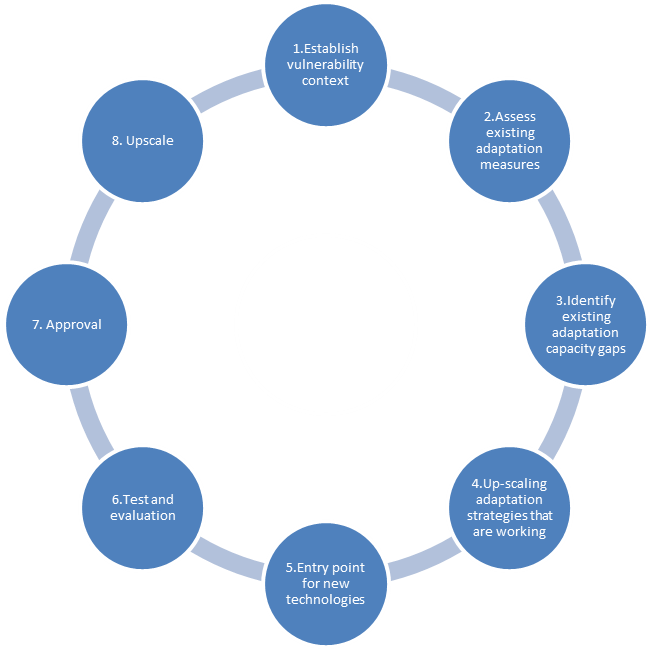 1.Establish
vulnerability
context
2.Assess
existing
adaptation
measures
3.Identify
existing
adaptation
capacity gaps
4.Up-scaling
adaptation
strategies that
are working
5.Entry point
for new
technologies
6.Test and
evaluation
7. Approval
8. Upscale